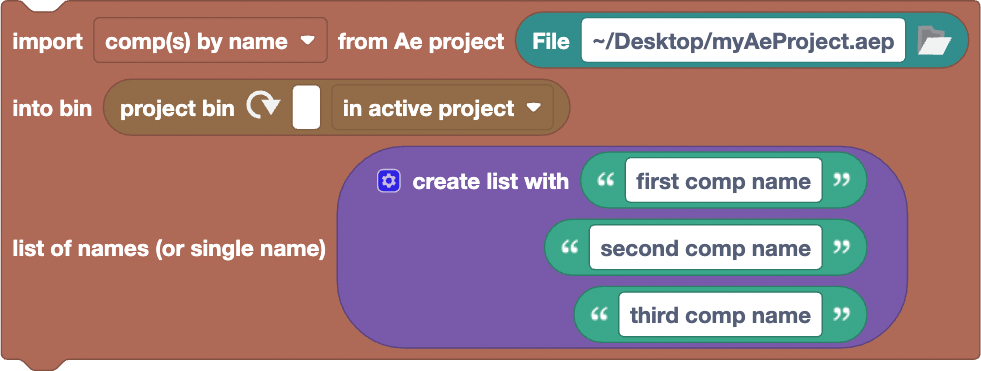 import comp(s) by name from Ae project File ~/Desktop/myAeProject.aep
into bin project bin in active project
create list with “ first comp name ”
list of names (or single name) “ second comp name ”
“ third comp name ”